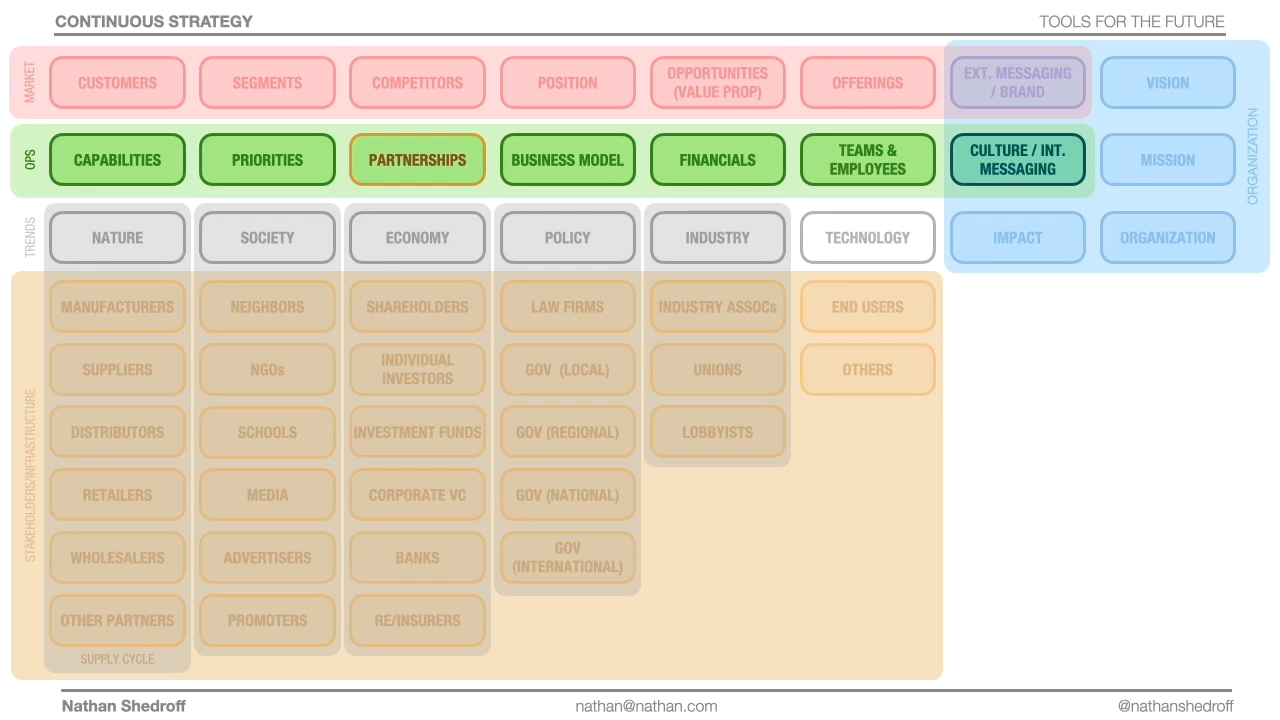 CONTINUOUS STRATEGY
TOOLS FOR THE FUTURE
MARKET
CUSTOMERS
SEGMENTS
COMPETITORS
POSITION
OPPORTUNITIES
(VALUE PROP)
OFFERINGS
EXT. MESSAGING
/ BRAND
VISION
OPS
CAPABILITIES
PRIORITIES
PARTNERSHIPS
BUSINESS MODEL
FINANCIALS
TEAMS &
EMPLOYEES
CULTURE / INT.
MESSAGING
MISSION
ORGANIZATION
TRENDS
NATURE
SOCIETY
ECONOMY
POLICY
INDUSTRY
TECHNOLOGY
IMPACT
ORGANIZATION
STAKEHOLDERS/INFRASTRUCTURE
MANUFACTURERS
NEIGHBORS
SHAREHOLDERS
LAW FIRMS
INDUSTRY ASSOCs
END USERS
SUPPLIERS
NGOs
INDIVIDUAL
INVESTORS
GOV (LOCAL)
UNIONS
OTHERS
DISTRIBUTORS
SCHOOLS
INVESTMENT FUNDS
GOV (REGIONAL)
LOBBYISTS
RETAILERS
MEDIA
CORPORATE VC
GOV (NATIONAL)
WHOLESALERS
ADVERTISERS
BANKS
GOV
(INTERNATIONAL)
OTHER PARTNERS
PROMOTERS
RE/INSURERS
SUPPLY CYCLE
Nathan Shedroff
nathan@nathan.com
@nathanshedroff